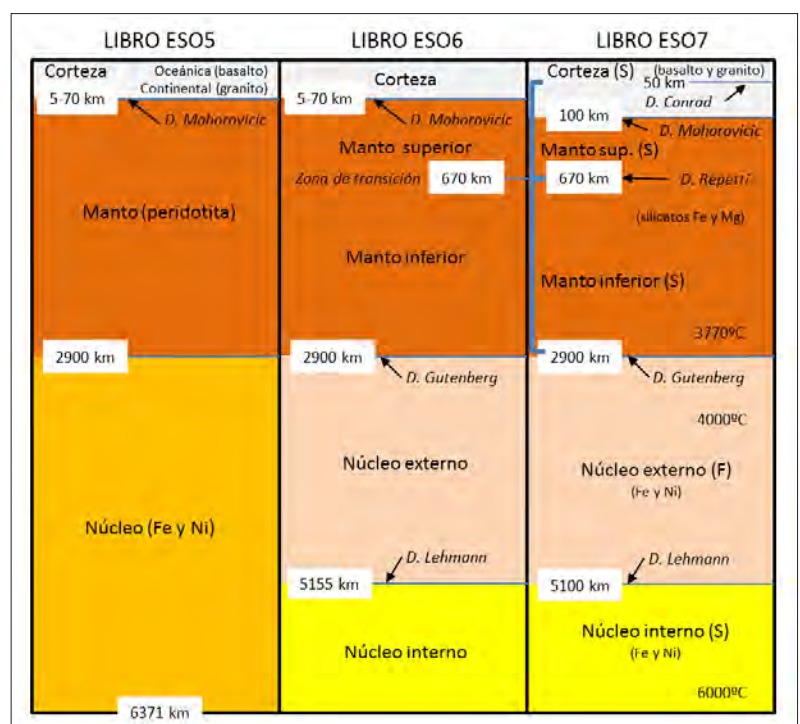 LIBRO ESO5
Corteza
Oceánica (basalto)
Continental (granito)
5-70 km
D. Mohorovicic
Manto (peridotita)
2900 km
Núcleo (Fe y Ni)
6371 km
LIBRO ESO6
Corteza
5-70 km
D. Mohorovicic
Manto superior
Zona de transición
670 km
Manto inferior
2900 km
D. Gutenberg
Núcleo externo
D. Lehmann
5155 km
Núcleo interno
LIBRO ESO7
Corteza (S)
(basalto y granito)
50 km
D. Conrad
100 km
D. Mohorovicic
Manto sup. (S)
670 km
D. Repetti
(silicatos Fe y Mg)
Manto inferior (S)
3770ºC
2900 km
D. Gutenberg
4000ºC
Núcleo externo (F)
(Fe y Ni)
D. Lehmann
5100 km
Núcleo interno (S)
(Fe y Ni)
6000ºC